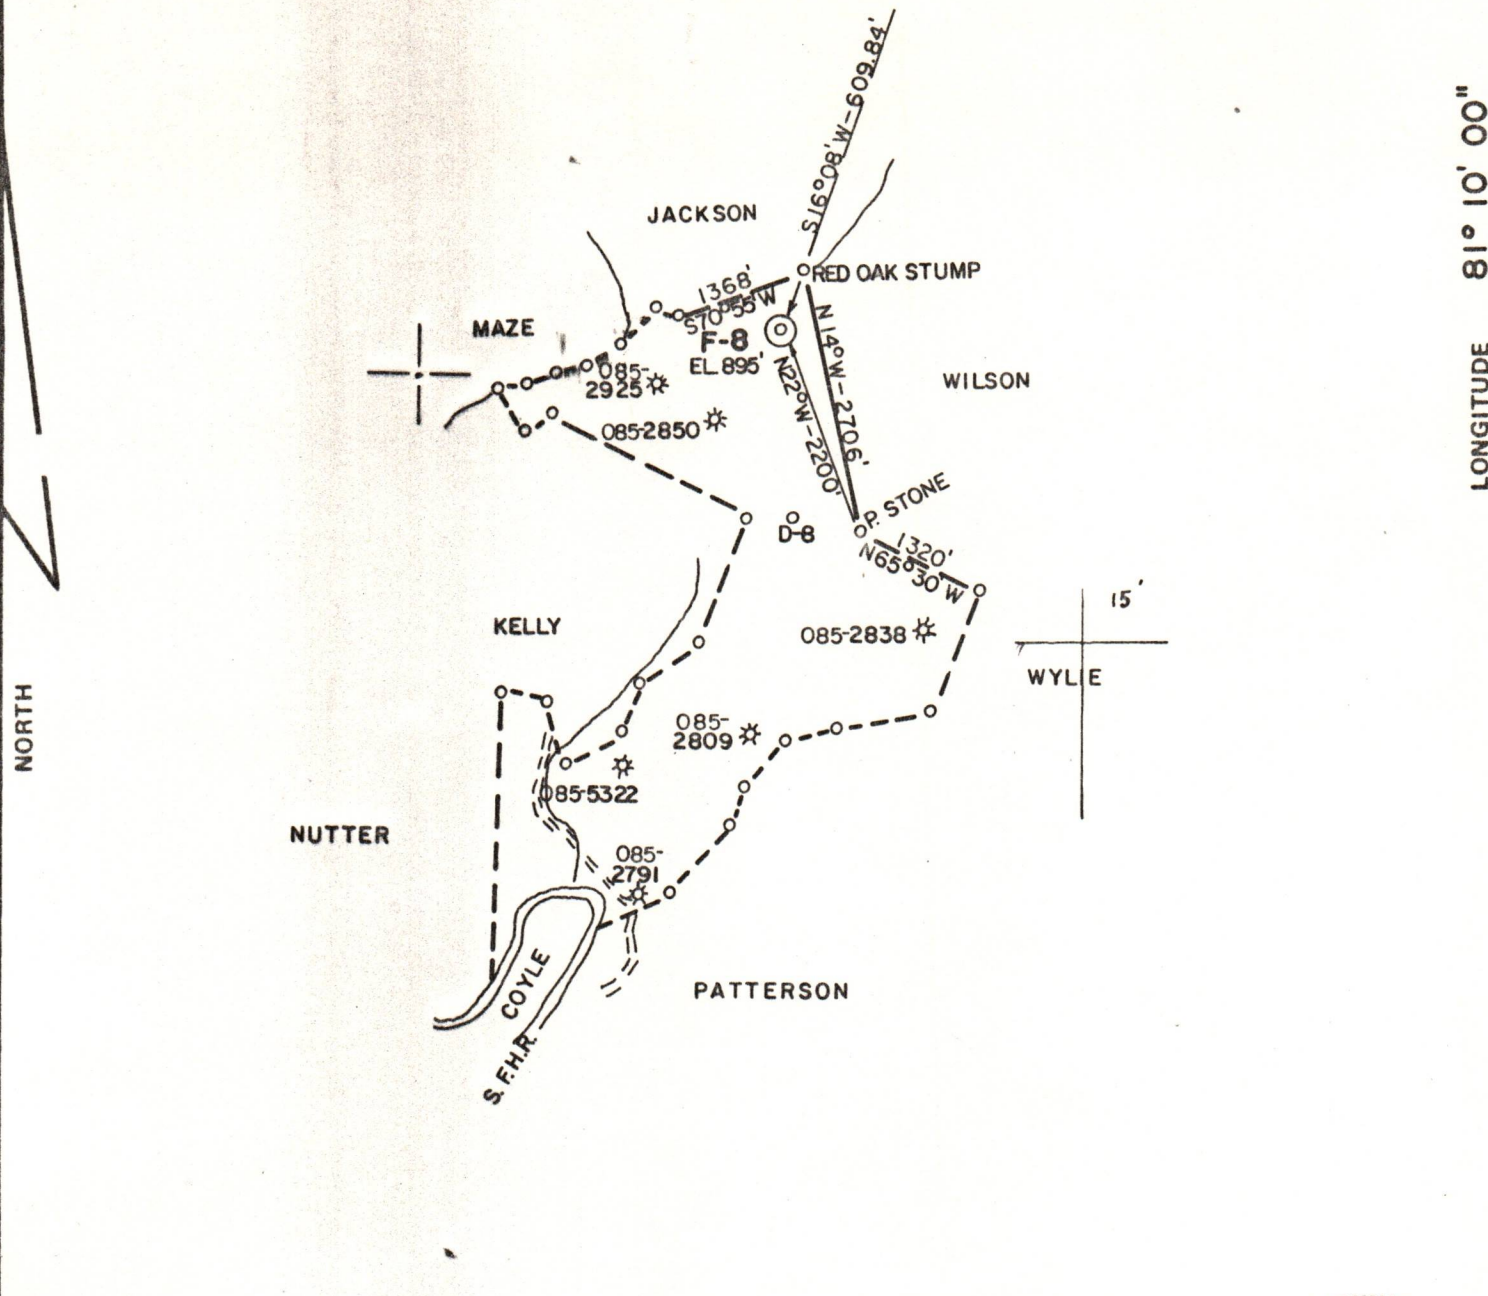 S16°08'W-609.84'
81° 10' 00"
LONGITUDE
JACKSON
RED OAK STUMP
1368'
S70°55'W
MAZE
F-8
EL. 895'
N 14°W-2706'
N22°W-2200'
WILSON
085-
2925
085-2850
P. STONE
D-8
1320'
N65°30'W
15'
KELLY
085-2838
WYLIE
NORTH
085-
2809
085-5322
NUTTER
085-
2791
COYLE
PATTERSON
S. F.H.R.